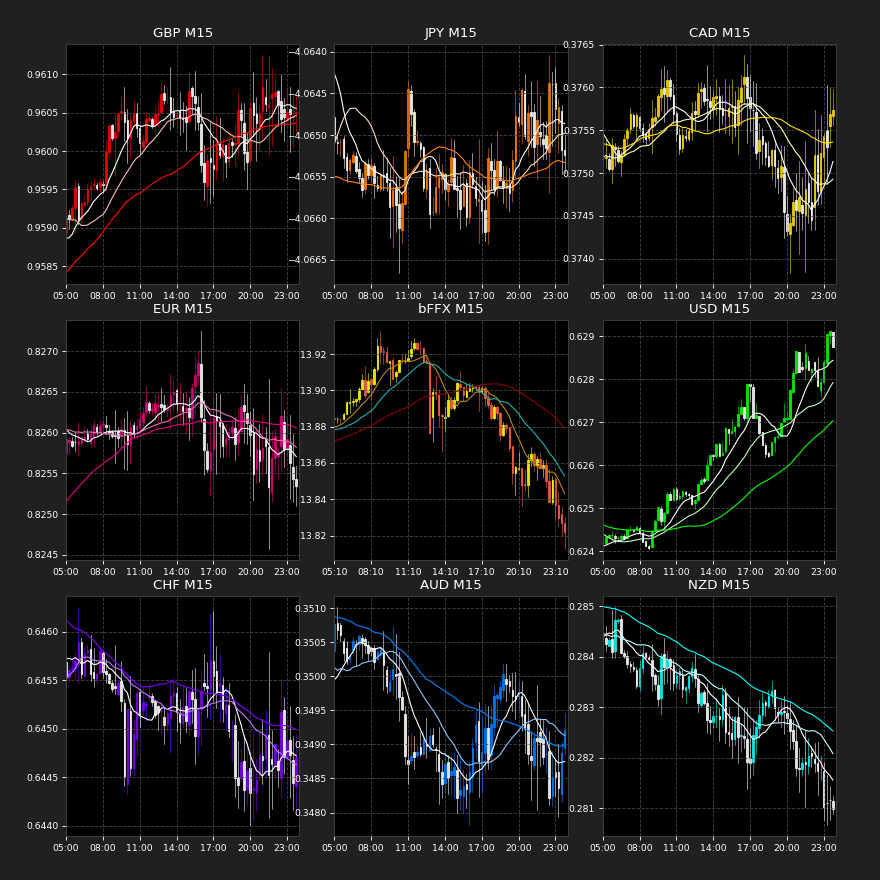 GBP M15
0.9610
0.9605
0.9600
0.9595
0.9590
0.9585
05:00 08:00 11:00 14:00 17:00 20:00 23:00
JPY M15
−4.0640
−4.0645
−4.0650
−4.0655
−4.0660
−4.0665
05:00 08:00 11:00 14:00 17:00 20:00 23:00
CAD M15
0.3765
0.3760
0.3755
0.3750
0.3745
0.3740
05:00 08:00 11:00 14:00 17:00 20:00 23:00
EUR M15
0.8270
0.8265
0.8260
0.8255
0.8250
0.8245
05:00 08:00 11:00 14:00 17:00 20:00 23:00
bFFX M15
13.92
13.90
13.88
13.86
13.84
13.82
05:10 08:10 11:10 14:10 17:10 20:10 23:10
USD M15
0.629
0.628
0.627
0.626
0.625
0.624
05:00 08:00 11:00 14:00 17:00 20:00 23:00
CHF M15
0.6460
0.6455
0.6450
0.6445
0.6440
05:00 08:00 11:00 14:00 17:00 20:00 23:00
AUD M15
0.3510
0.3505
0.3500
0.3495
0.3490
0.3485
0.3480
05:00 08:00 11:00 14:00 17:00 20:00 23:00
NZD M15
0.285
0.284
0.283
0.282
0.281
05:00 08:00 11:00 14:00 17:00 20:00 23:00